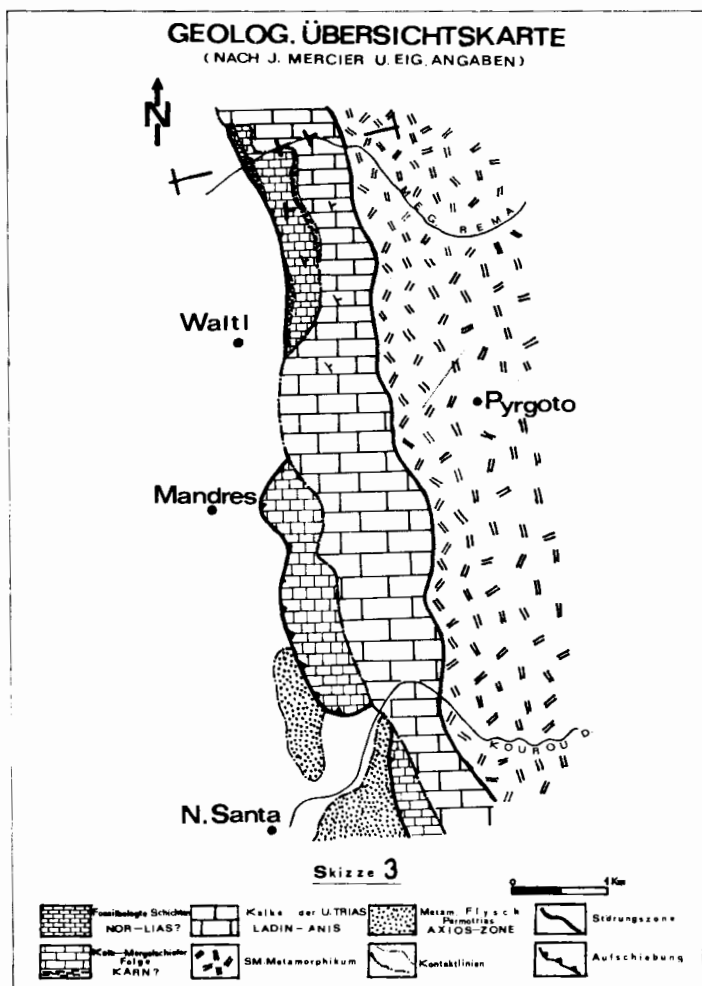 GEOLOG. ÜBERSICHTSKARTE
(NACH J. MERCIER U. EIG. ANGABEN)
N
MEG. REMA
Waltl
Pyrgoto
Mandres
KOUROU D.
N. Santa
Skizze 3
0 4 Km
Fossilbelegte Schichten
NOR-LIAS?
Kalke der U.TRIAS
LADIN-ANIS
Metam. Flysch
Permotrias
AXIOS-ZONE
Störungszone
Kalk-Mergelschiefer
Folge
KARN?
SM.Metamorphikum
Kontaktlinien
Aufschiebung